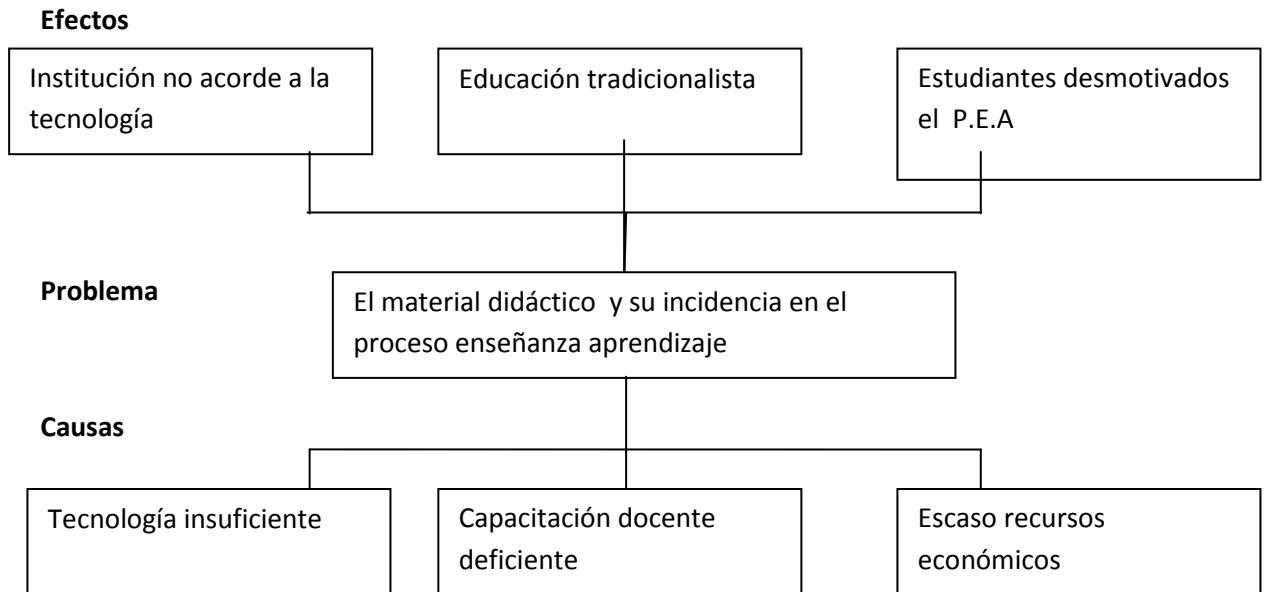 Efectos
Institución no acorde a la
tecnología
Educación tradicionalista
Estudiantes desmotivados
el P.E.A
Problema
El material didáctico y su incidencia en el
proceso enseñanza aprendizaje
Causas
Tecnología insuficiente
Capacitación docente
deficiente
Escaso recursos
económicos